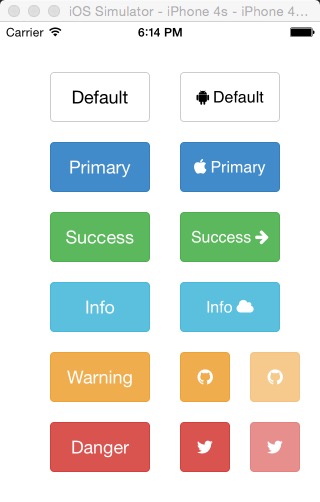 iOS Simulator - iPhone 4s - iPhone 4...
Carrier 6:14 PM
Default Default
Primary Primary
Success Success
Info Info
Warning
Danger